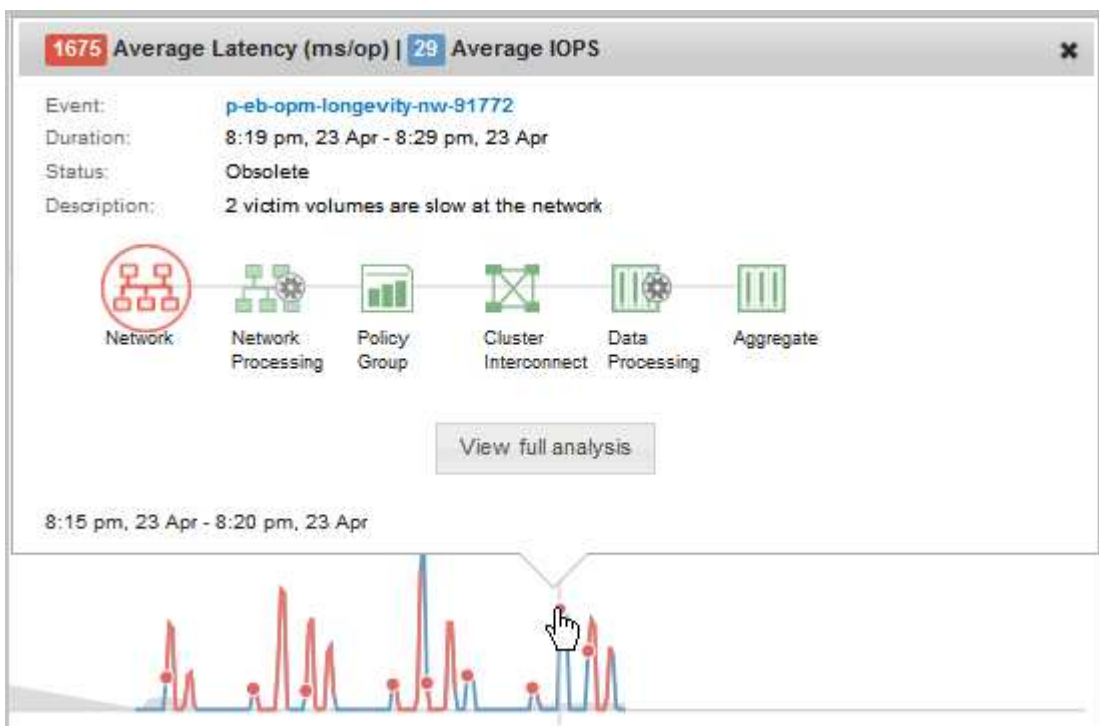 1675 Average Latency (ms/op) | 29 Average IOPS
Event: p-eb-opm-longevity-nw-91772
Duration: 8:19 pm, 23 Apr - 8:29 pm, 23 Apr
Status: Obsolete
Description: 2 victim volumes are slow at the network
Network
Network Processing
Policy Group
Cluster Interconnect
Data Processing
Aggregate
View full analysis
8:15 pm, 23 Apr - 8:20 pm, 23 Apr